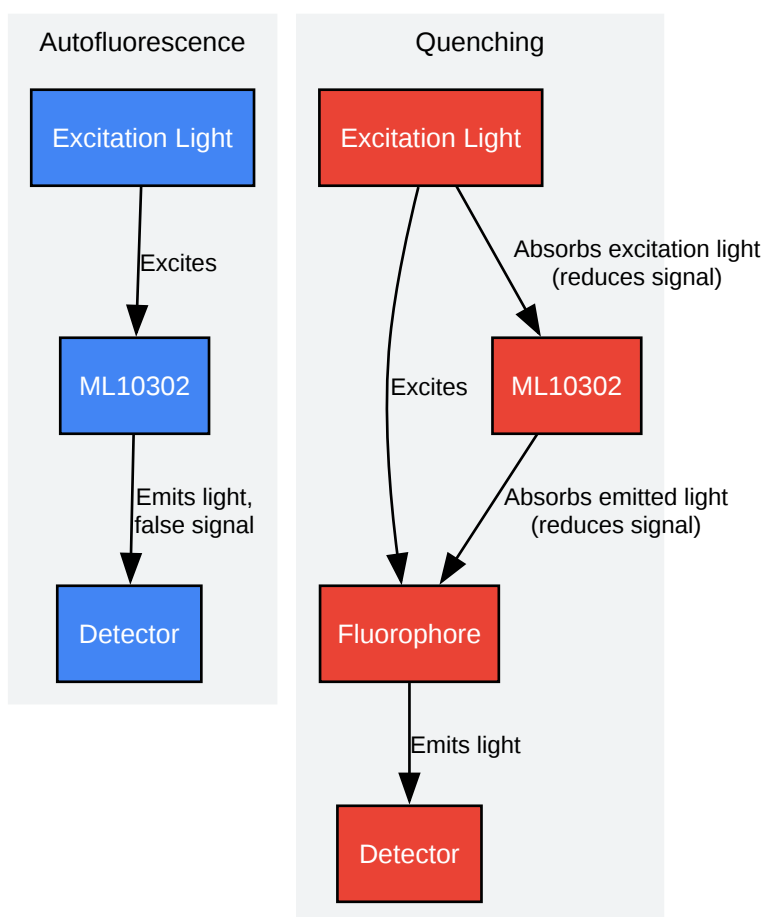 Autofluorescence
Excitation Light
Excites
ML10302
Emits light,
false signal
Detector
Quenching
Excitation Light
Absorbs excitation light
(reduces signal)
ML10302
Excites
Absorbs emitted light
(reduces signal)
Fluorophore
Emits light
Detector